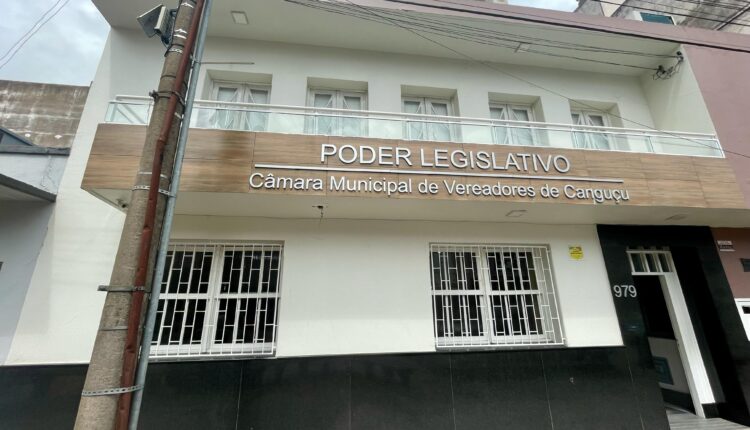 PODER LEGISLATIVO
Câmara Municipal de Vereadores de Canguçu
979